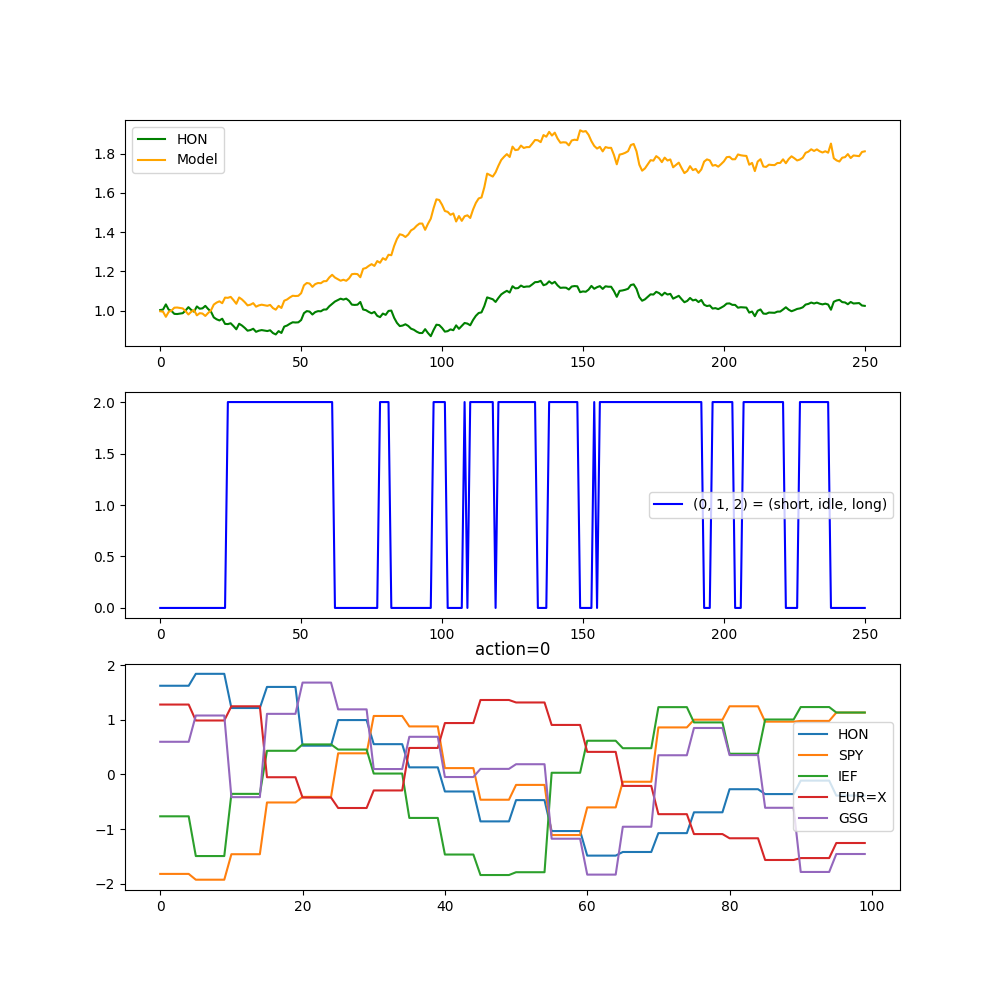 HON
Model
1.8
1.6
1.4
1.2
1.0
0 50 100 150 200 250
2.0
1.5
1.0
0.5
0.0
(0, 1, 2) = (short, idle, long)
0 50 100 150 200 250
action=0
2
1
0
−1
−2
HON
SPY
IEF
EUR=X
GSG
0 20 40 60 80 100